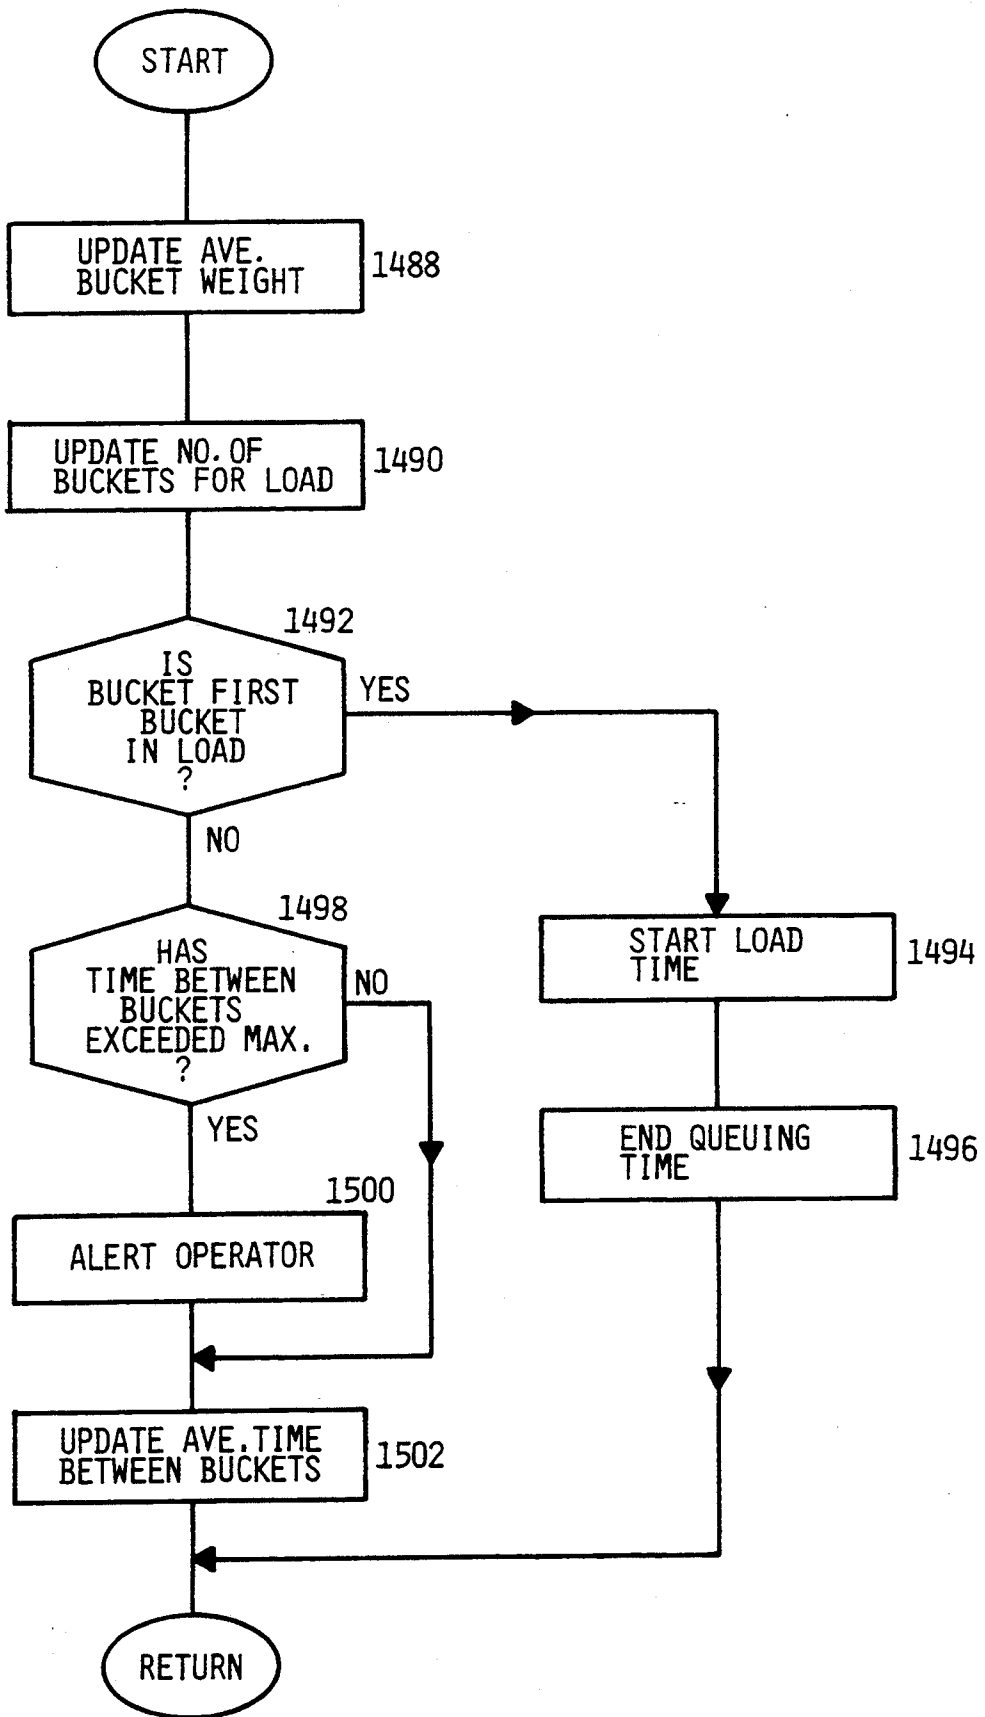 START
UPDATE AVE.
BUCKET WEIGHT
1488
UPDATE NO. OF
BUCKETS FOR LOAD
1490
1492
IS
BUCKET FIRST
BUCKET
IN LOAD
?
YES
NO
1498
HAS
TIME BETWEEN
BUCKETS
EXCEEDED MAX.
?
NO
YES
START LOAD
TIME
1494
END QUEUING
TIME
1496
1500
ALERT OPERATOR
UPDATE AVE. TIME
BETWEEN BUCKETS
1502
RETURN